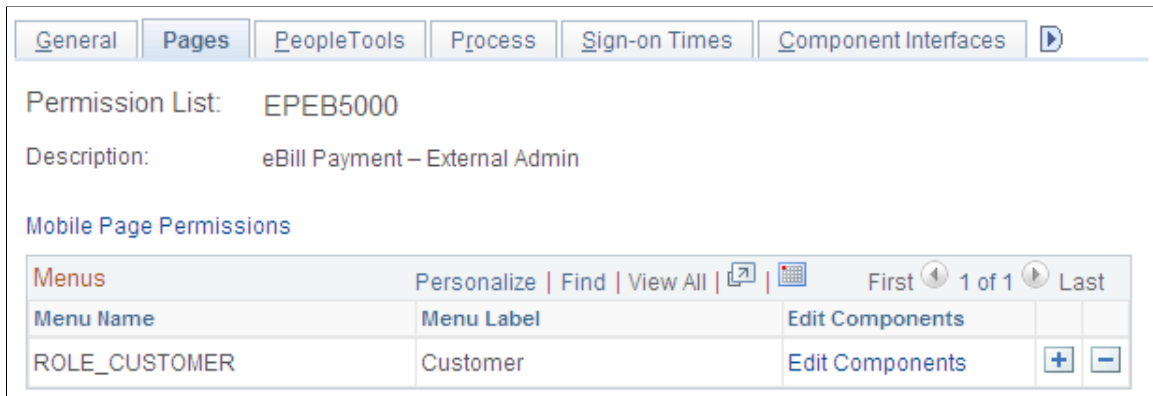 General Pages PeopleTools Process Sign-on Times Component Interfaces
Permission List: EPEB5000
Description: eBill Payment – External Admin
Mobile Page Permissions
Menus Personalize | Find | View All | | First 1 of 1 Last
Menu Name Menu Label Edit Components
ROLE_CUSTOMER Customer Edit Components + −